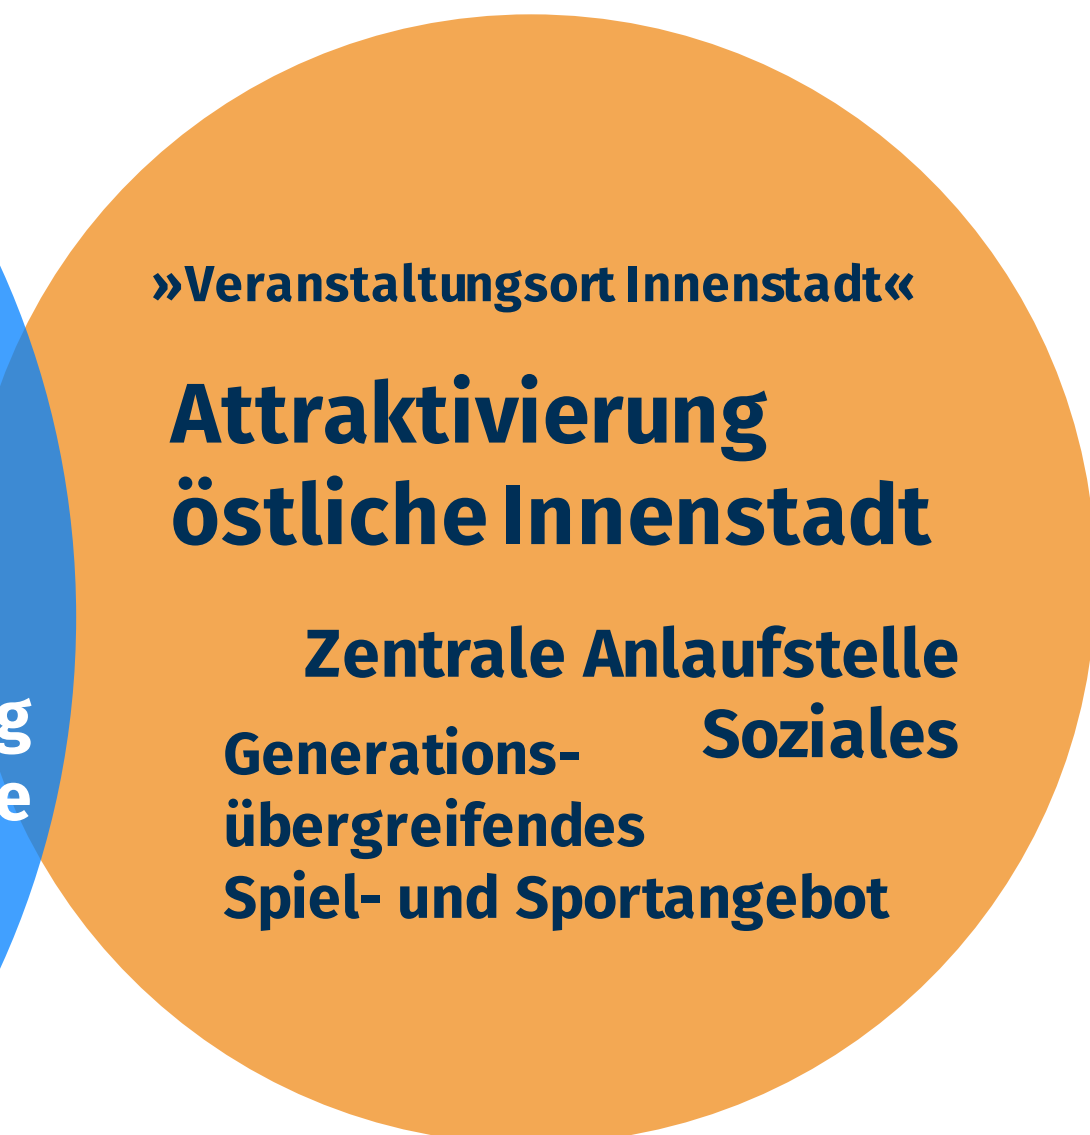 »Veranstaltungsort Innenstadt«
Attraktivierung
östliche Innenstadt
Zentrale Anlaufstelle
Soziales
Generations-
übergreifendes
Spiel- und Sportangebot
g
e